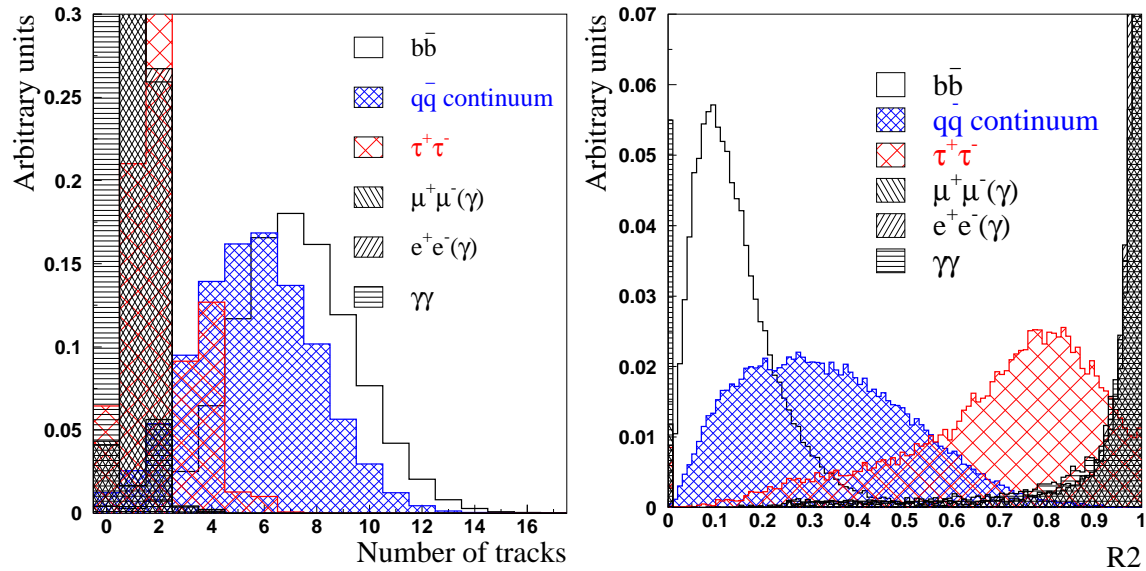 Arbitrary units
0.3
0.25
0.2
0.15
0.1
0.05
0
bb̄
qq̄ continuum
τ⁺τ⁻
μ⁺μ⁻(γ)
e⁺e⁻(γ)
γγ
0 2 4 6 8 10 12 14 16
Number of tracks
Arbitrary units
0.07
0.06
0.05
0.04
0.03
0.02
0.01
0
bb̄
qq̄ continuum
τ⁺τ⁻
μ⁺μ⁻(γ)
e⁺e⁻(γ)
γγ
0 0.1 0.2 0.3 0.4 0.5 0.6 0.7 0.8 0.9 1
R2